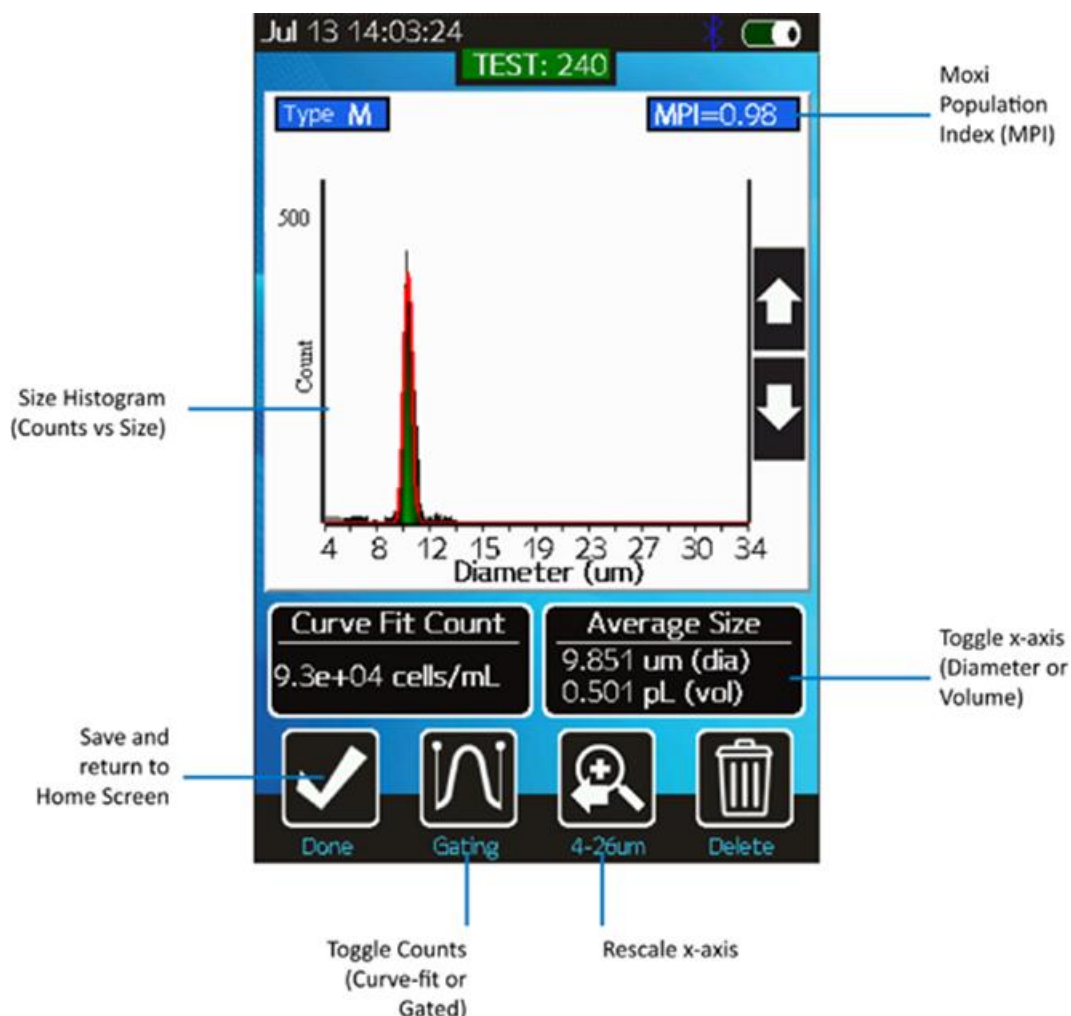 Jul 13 14:03:24
TEST: 240
Type M
MPI=0.98
Moxi
Population
Index (MPI)
500
Count
Size Histogram
(Counts vs Size)
4 8 12 15 19 23 27 30 34
Diameter (um)
Curve Fit Count
9.3e+04 cells/mL
Average Size
9.851 um (dia)
0.501 pL (vol)
Toggle x-axis
(Diameter or
Volume)
Save and
return to
Home Screen
Done
Gating
4-26um
Delete
Toggle Counts
(Curve-fit or
Gated)
Rescale x-axis